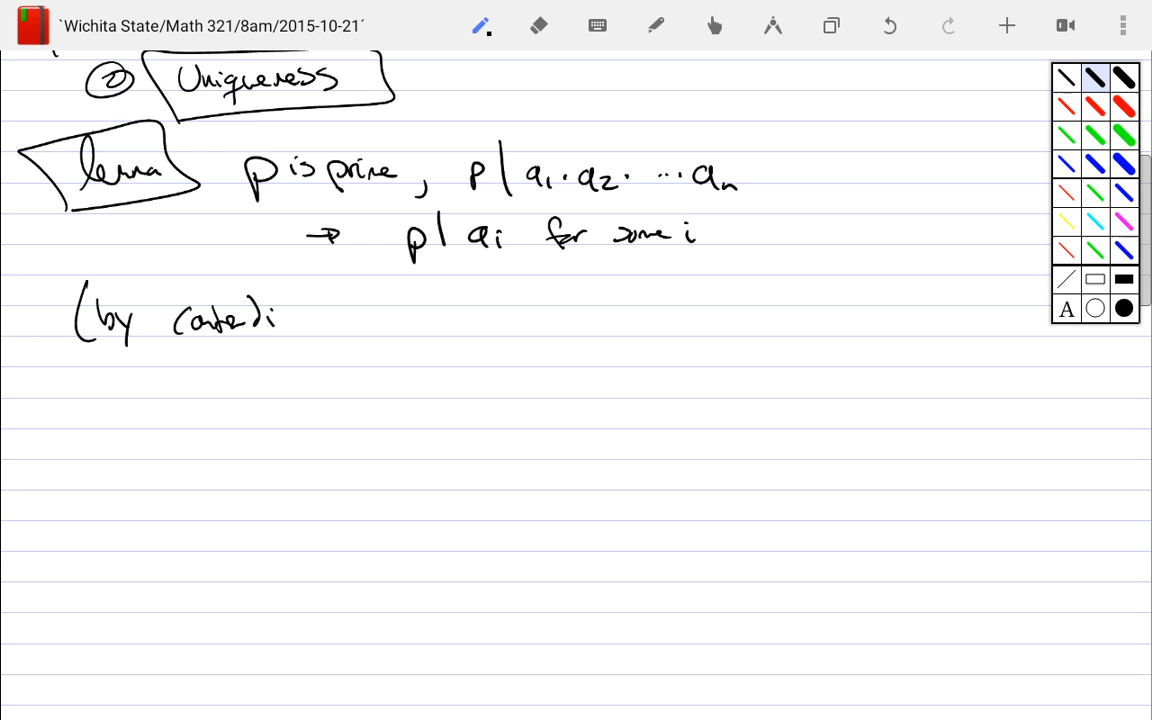 `Wichita State/Math 321/8am/2015-10-21´
② Uniqueness
lemma p is prime, p | a₁·a₂· ⋯ aₙ
→ p | aᵢ for some i
(by contradi
A